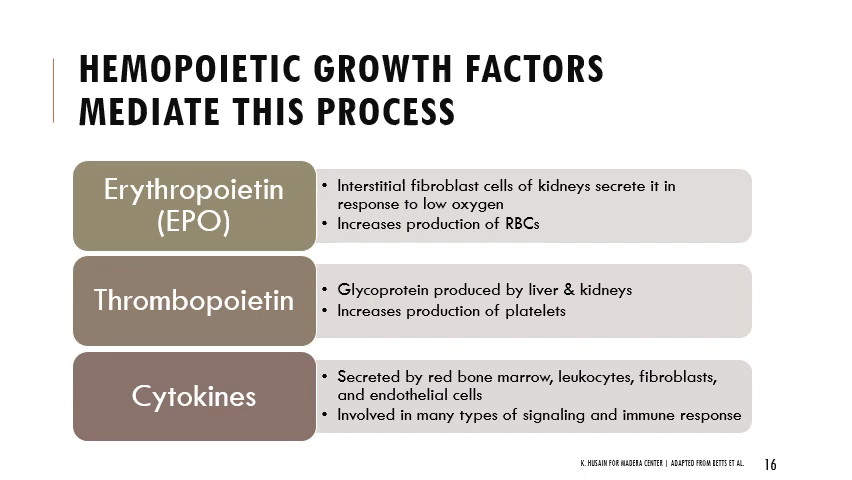 HEMOPOIETIC GROWTH FACTORS
MEDIATE THIS PROCESS
Erythropoietin
(EPO)
• Interstitial fibroblast cells of kidneys secrete it in
response to low oxygen
• Increases production of RBCs
Thrombopoietin
• Glycoprotein produced by liver & kidneys
• Increases production of platelets
Cytokines
• Secreted by red bone marrow, leukocytes, fibroblasts,
and endothelial cells
• Involved in many types of signaling and immune response
K. HUSAIN FOR MADERA CENTER | ADAPTED FROM BETTS ET AL.
16